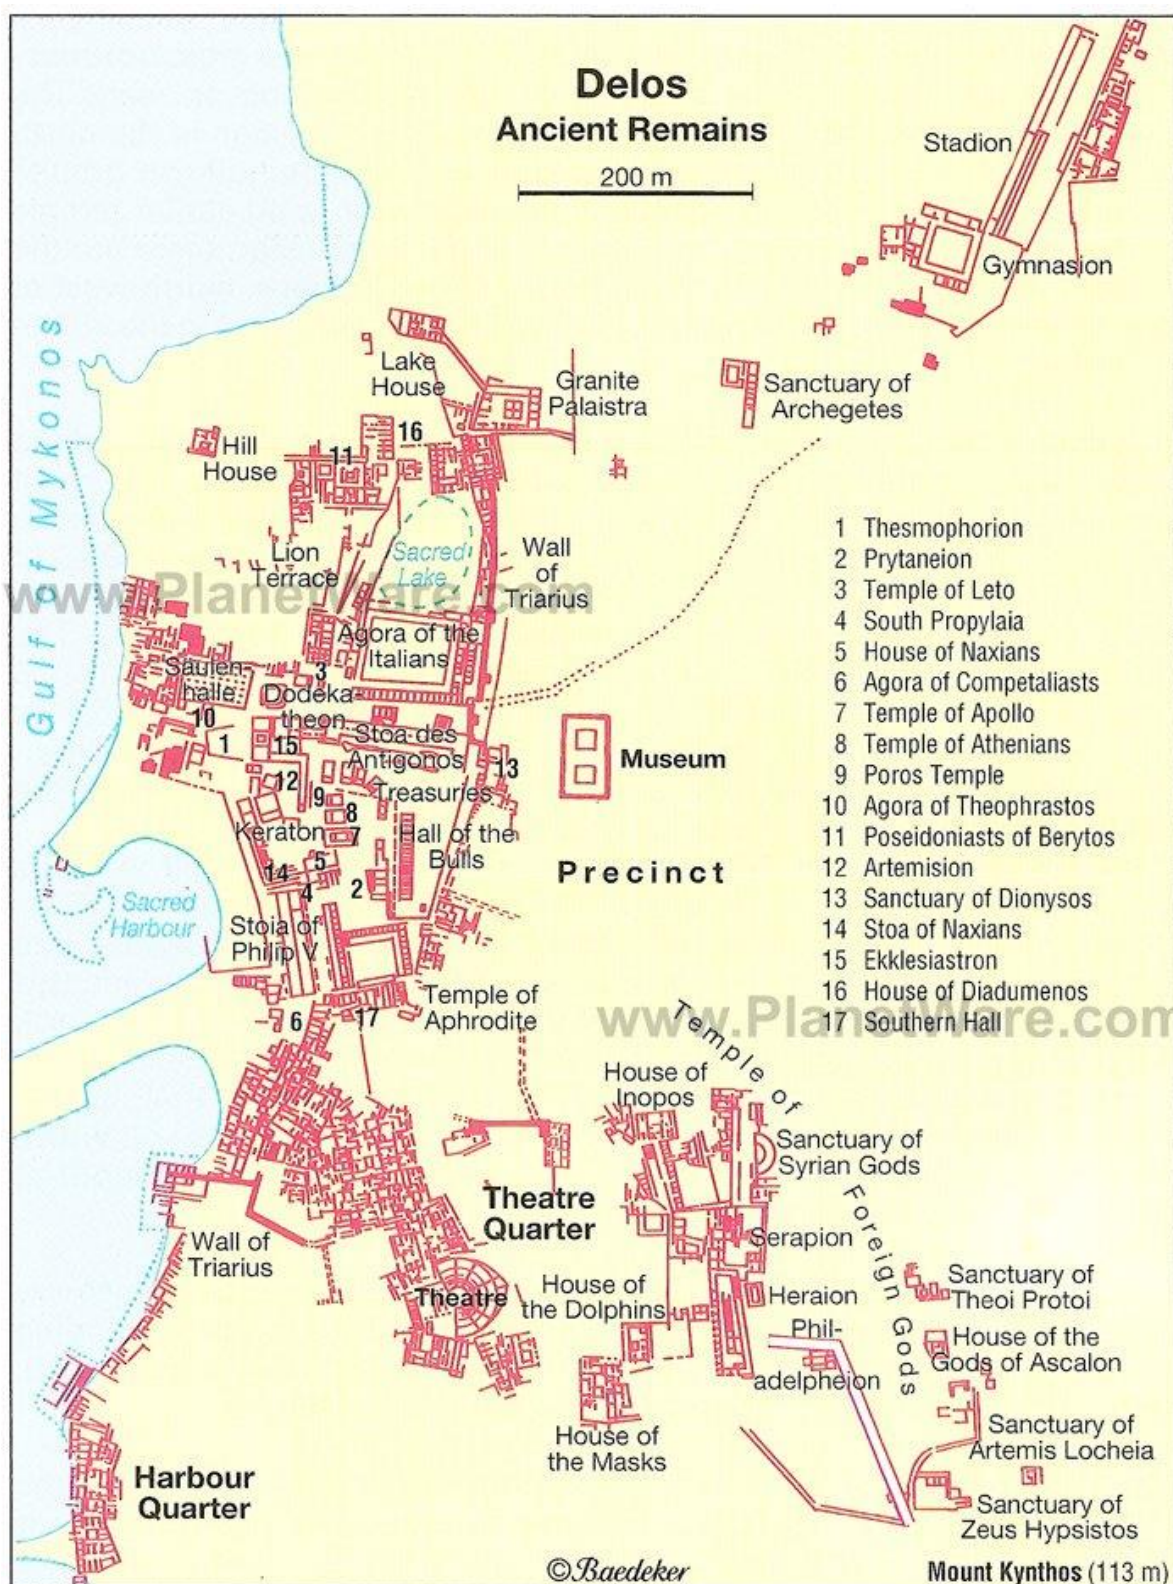 Delos
Ancient Remains
200 m
Stadion
Gymnasion
Gulf of Mykonos
Lake
House
Granite
Palaistra
Sanctuary of
Archegetes
Hill
House
16
11
Lion
Terrace
Sacred
Lake
Wall
of
Triarius
www.PlanetWare.com
Agora of the
Italians
Säulen-
halle
3
Dodeka-
theon
10
1
15
Stoa des
Antigonos
13
Museum
12
9
Treasuries
8
Keraton
7
Hall of the
Bulls
5
14
4
2
Precinct
Sacred
Harbour
Stoia of
Philip V
6
17
Temple of
Aphrodite
1 Thesmophorion
2 Prytaneion
3 Temple of Leto
4 South Propylaia
5 House of Naxians
6 Agora of Competaliasts
7 Temple of Apollo
8 Temple of Athenians
9 Poros Temple
10 Agora of Theophrastos
11 Poseidoniasts of Berytos
12 Artemision
13 Sanctuary of Dionysos
14 Stoa of Naxians
15 Ekklesiastron
16 House of Diadumenos
17 Southern Hall
www.PlanetWare.com
Temple of Foreign Gods
House of
Inopos
Sanctuary of
Syrian Gods
Theatre
Quarter
Wall of
Triarius
Serapion
Theatre
House of
the Dolphins
Heraion
Sanctuary of
Theoi Protoi
Phil-
adelpheion
House of the
Gods of Ascalon
House of
the Masks
Sanctuary of
Artemis Locheia
Harbour
Quarter
Sanctuary of
Zeus Hypsistos
©Baedeker
Mount Kynthos (113 m)